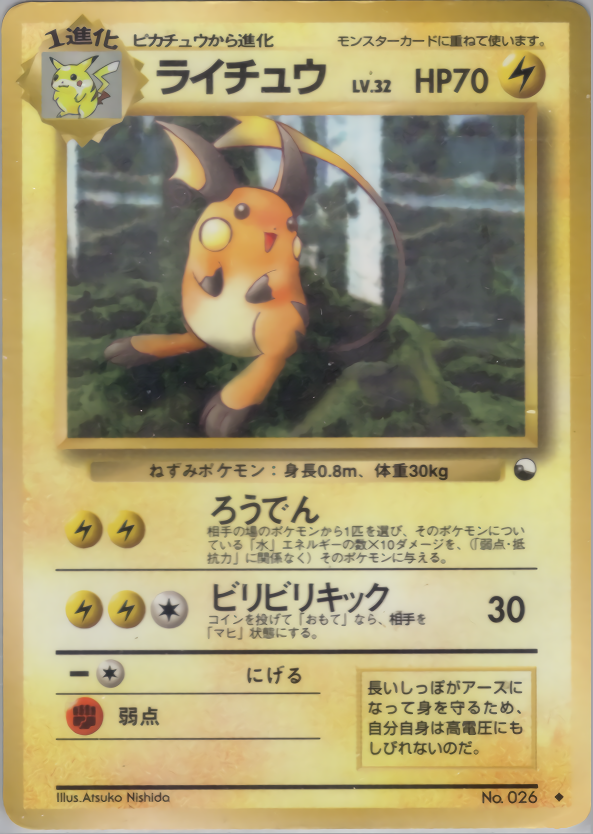 1進化 ピカチュウから進化 モンスターカードに重ねて使います。
ライチュウ LV.32 HP70
ねずみポケモン：身長0.8m、体重30kg
ろうでん
相手の場のポケモンから1匹を選び、そのポケモンについ
ている「水」エネルギーの数×10ダメージを、(「弱点・抵
抗力」に関係なく) そのポケモンに与える。
ビリビリキック 30
コインを投げて「おもて」なら、相手を
「マヒ」状態にする。
ー にげる
弱点
長いしっぽがアースに
なって身を守るため、
自分自身は高電圧にも
しびれないのだ。
Illus.Atsuko Nishida No. 026 ◆